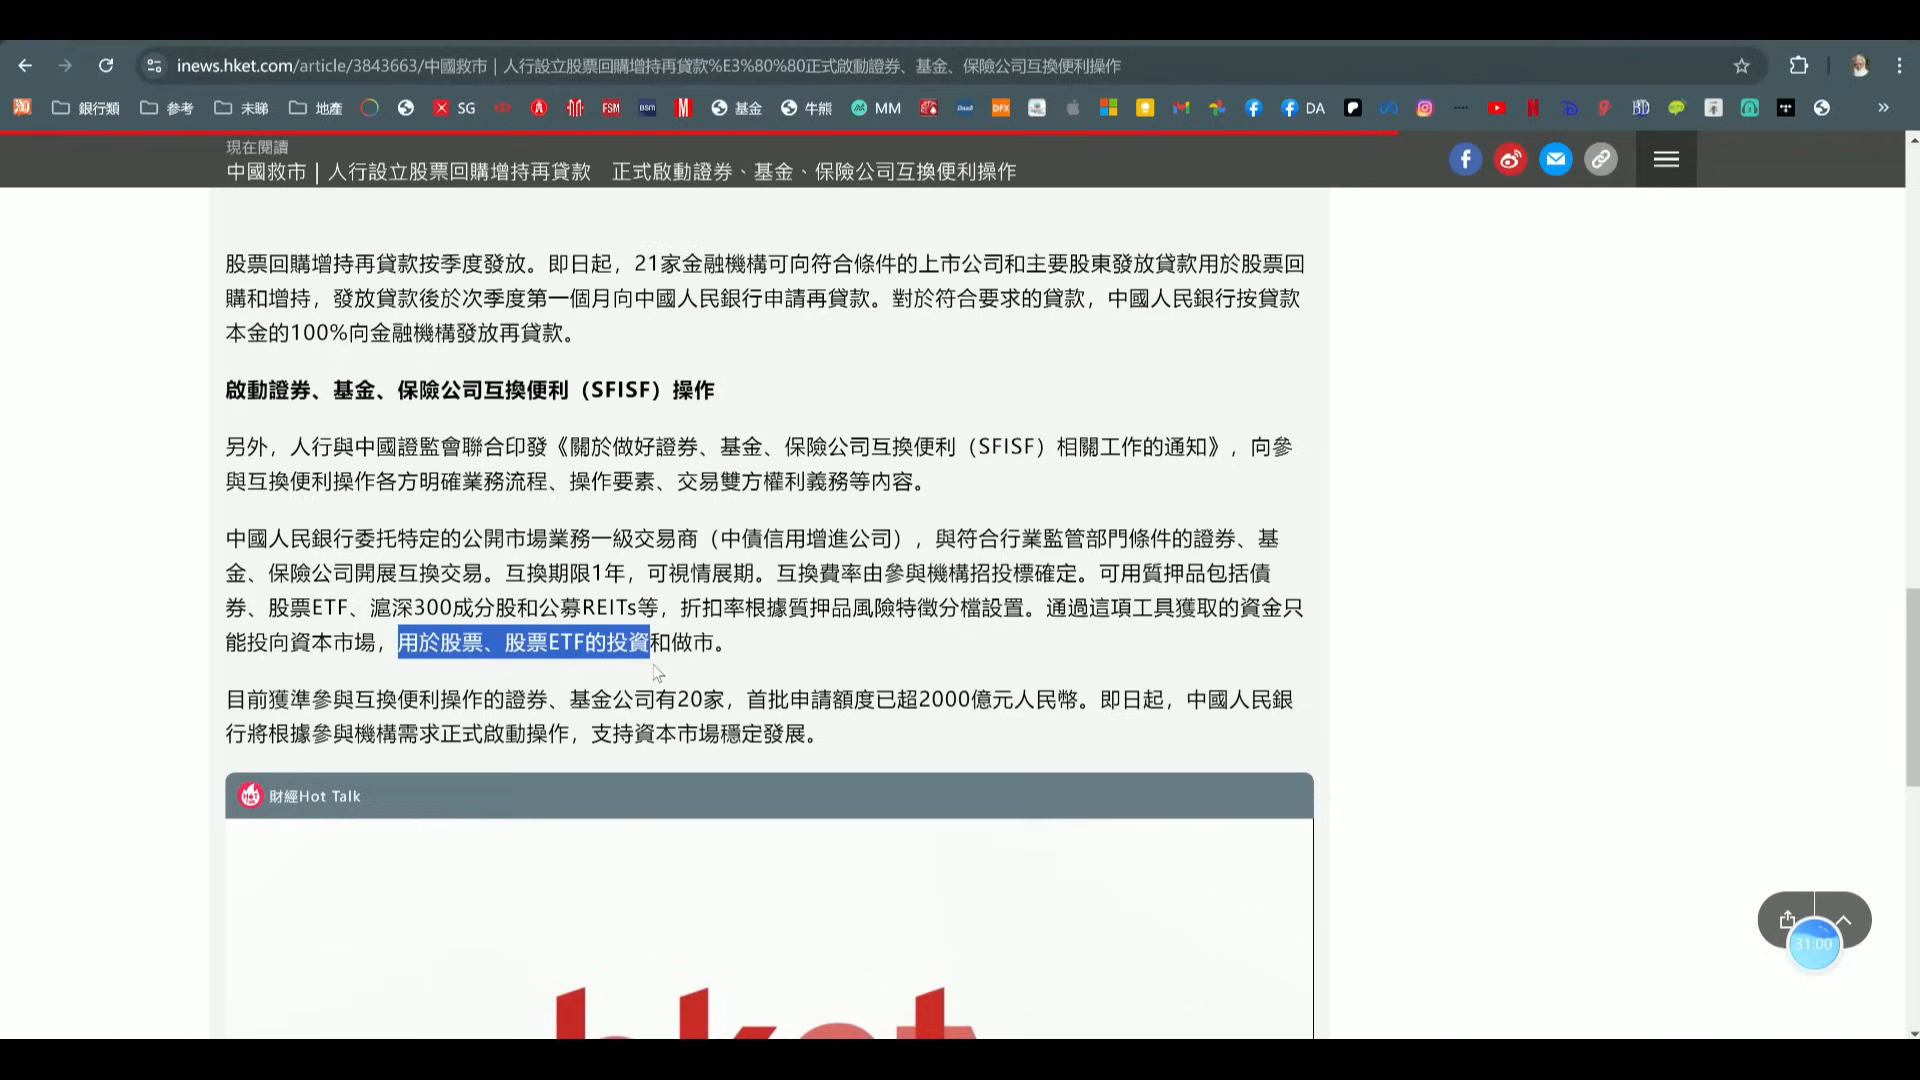 inews.hket.com/article/3843663/中國救市｜人行設立股票回購增持再貸款%E3%80%80正式啟動證券、基金、保險公司互換便利操作
淘 銀行類 參考 未睇 地產 SG FSM BSM M 基金 牛熊 MM DFX DA BD »
現在閱讀
中國救市｜人行設立股票回購增持再貸款　正式啟動證券、基金、保險公司互換便利操作
股票回購增持再貸款按季度發放。即日起，21家金融機構可向符合條件的上市公司和主要股東發放貸款用於股票回
購和增持，發放貸款後於次季度第一個月向中國人民銀行申請再貸款。對於符合要求的貸款，中國人民銀行按貸款
本金的100%向金融機構發放再貸款。
啟動證券、基金、保險公司互換便利（SFISF）操作
另外，人行與中國證監會聯合印發《關於做好證券、基金、保險公司互換便利（SFISF）相關工作的通知》，向參
與互換便利操作各方明確業務流程、操作要素、交易雙方權利義務等內容。
中國人民銀行委托特定的公開市場業務一級交易商（中債信用增進公司），與符合行業監管部門條件的證券、基
金、保險公司開展互換交易。互換期限1年，可視情展期。互換費率由參與機構招投標確定。可用質押品包括債
券、股票ETF、滬深300成分股和公募REITs等，折扣率根據質押品風險特徵分檔設置。通過這項工具獲取的資金只
能投向資本市場，用於股票、股票ETF的投資和做市。
目前獲準參與互換便利操作的證券、基金公司有20家，首批申請額度已超2000億元人民幣。即日起，中國人民銀
行將根據參與機構需求正式啟動操作，支持資本市場穩定發展。
財經Hot Talk
31:00
hket